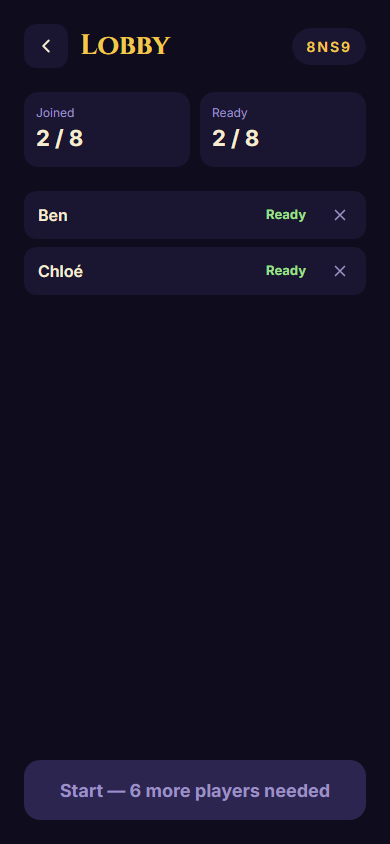 Lobby
8NS9
Joined
2 / 8
Ready
2 / 8
Ben Ready
Chloé Ready
Start — 6 more players needed